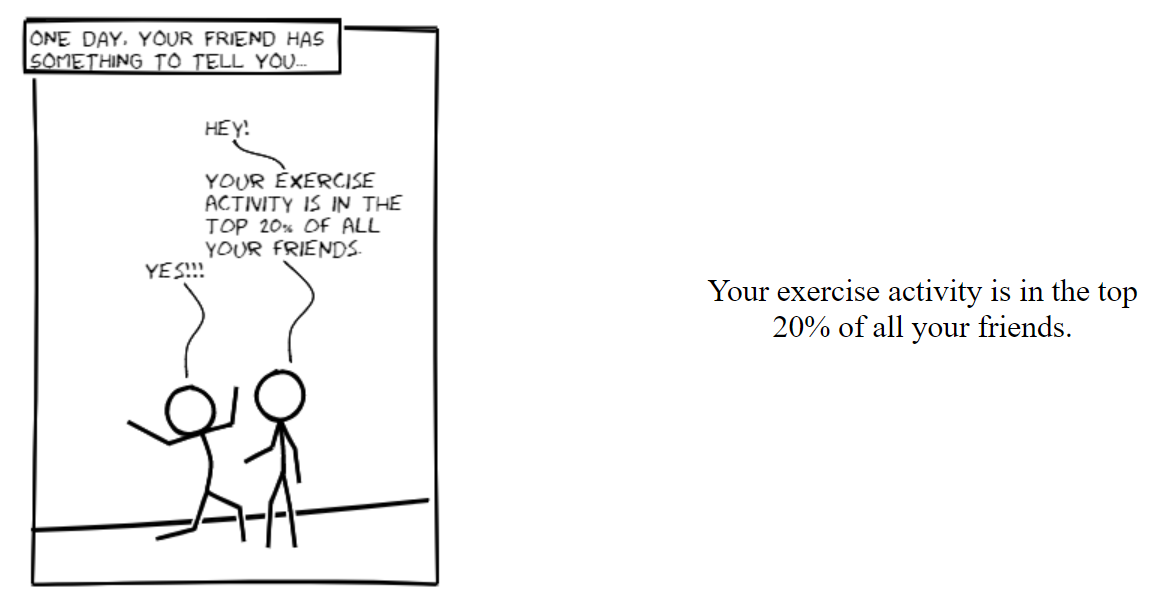 ONE DAY, YOUR FRIEND HAS
SOMETHING TO TELL YOU...
HEY!
YOUR EXERCISE
ACTIVITY IS IN THE
TOP 20% OF ALL
YOUR FRIENDS.
YES!!!
Your exercise activity is in the top
20% of all your friends.